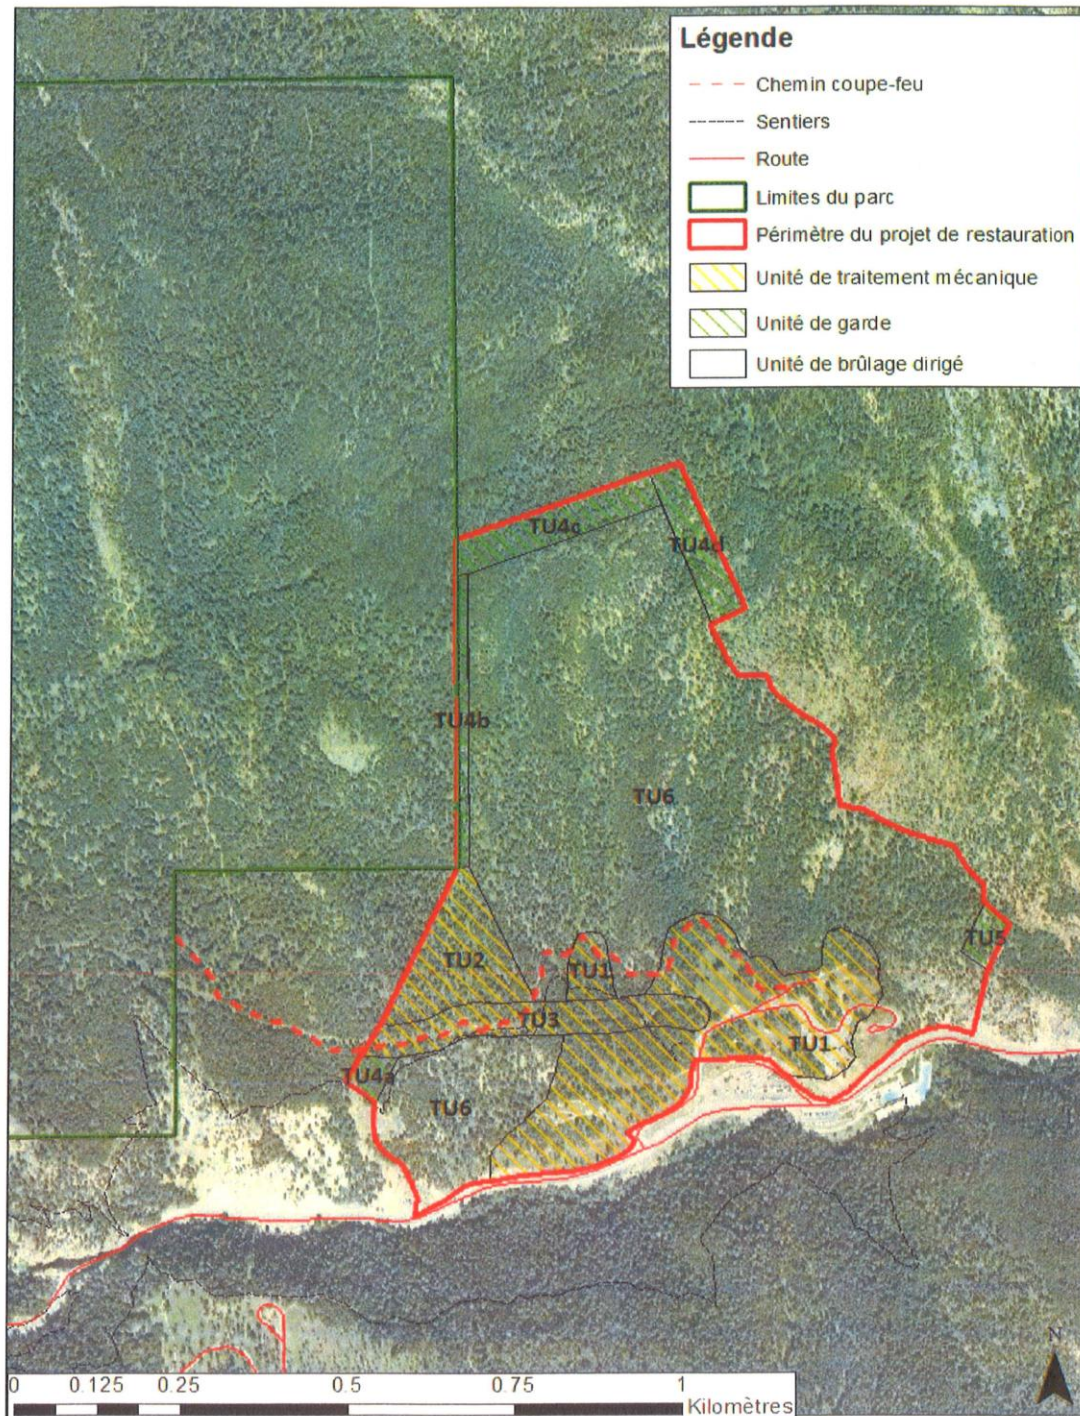 Légende
Chemin coupe-feu
Sentiers
Route
Limites du parc
Périmètre du projet de restauration
Unité de traitement mécanique
Unité de garde
Unité de brûlage dirigé
TU4c
TU4d
TU4b
TU6
TU5
TU2
TU1
TU3
TU1
TU4a
TU6
N
0 0.125 0.25 0.5 0.75 1
Kilomètres